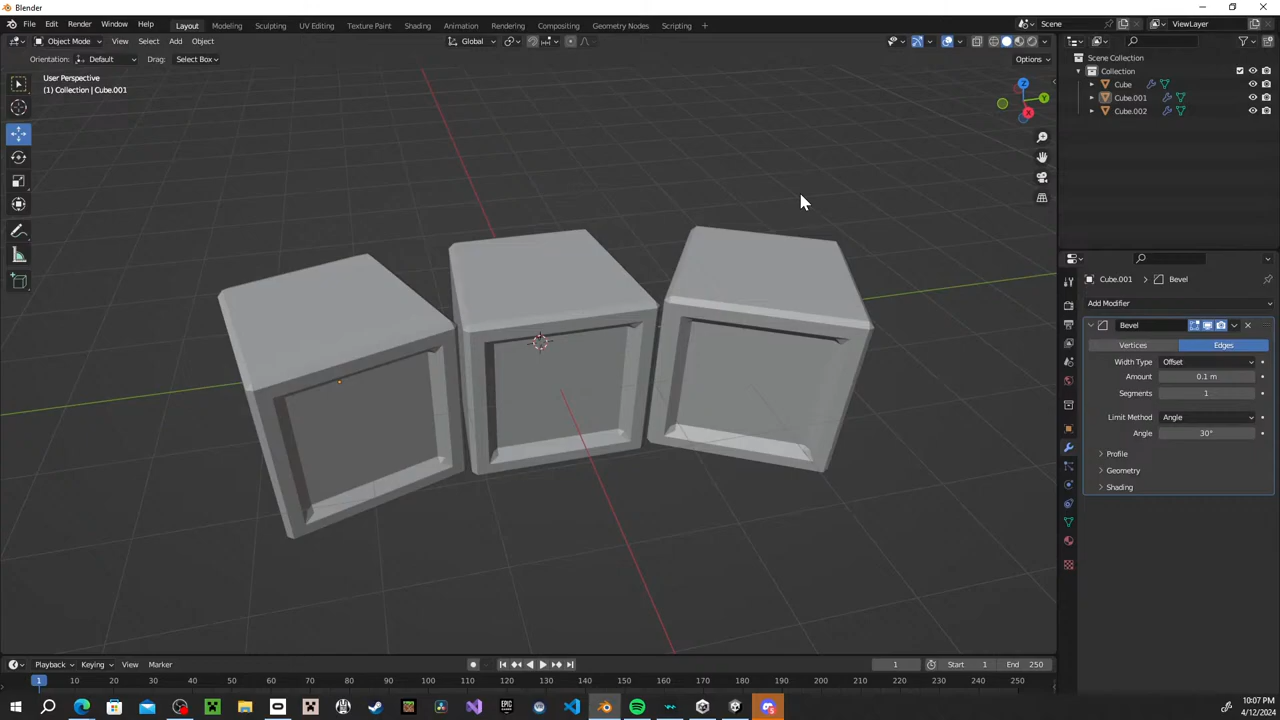 Blender
File Edit Render Window Help Layout Modeling Sculpting UV Editing Texture Paint Shading Animation Rendering Compositing Geometry Nodes Scripting + Scene ViewLayer
Object Mode View Select Add Object Global
Orientation: Default Drag: Select Box Options
User Perspective
(1) Collection | Cube.001
Z
Y
X
Scene Collection
Collection
Cube
Cube.001
Cube.002
Cube.001 > Bevel
Add Modifier
Bevel
Vertices Edges
Width Type Offset
Amount 0.1 m
Segments 1
Limit Method Angle
Angle 30°
Profile
Geometry
Shading
Playback Keying View Marker 1 Start 1 End 250
1 10 20 30 40 50 60 70 80 90 100 110 120 130 140 150 160 170 180 190 200 210 220 230 240 250
EPIC
10:07 PM
4/12/2024